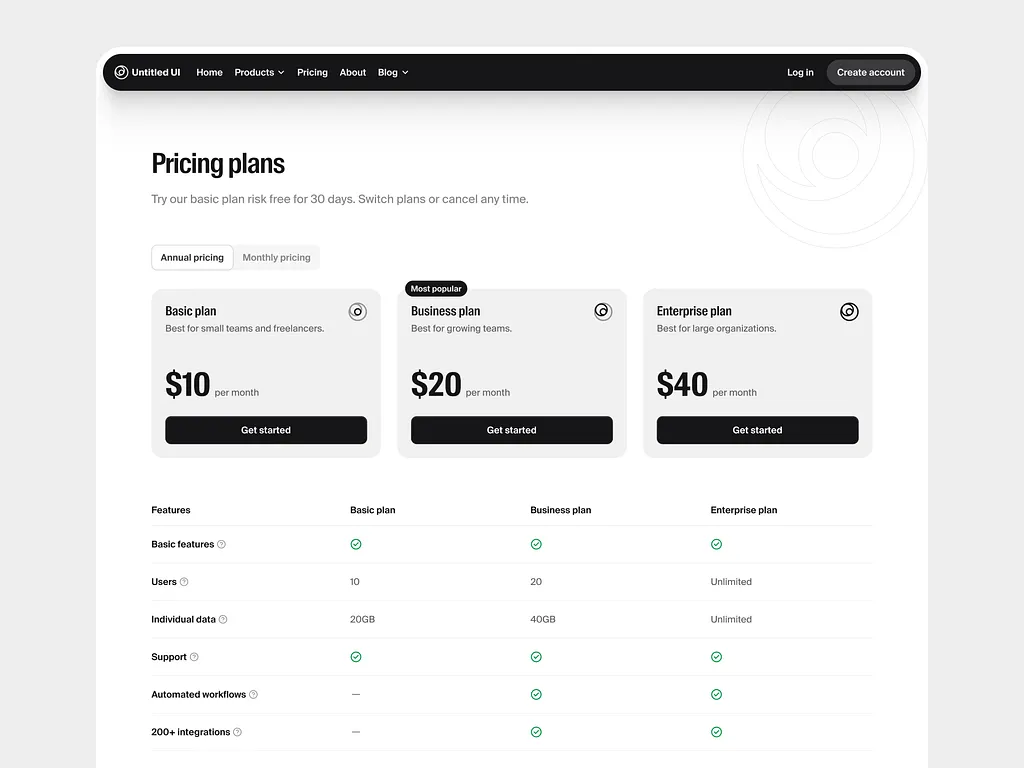 Untitled UI Home Products Pricing About Blog Log in Create account
Pricing plans
Try our basic plan risk free for 30 days. Switch plans or cancel any time.
Annual pricing Monthly pricing
Basic plan
Best for small teams and freelancers.
$10 per month
Get started
Most popular
Business plan
Best for growing teams.
$20 per month
Get started
Enterprise plan
Best for large organizations.
$40 per month
Get started
Features Basic plan Business plan Enterprise plan
Basic features
Users 10 20 Unlimited
Individual data 20GB 40GB Unlimited
Support
Automated workflows —
200+ integrations —